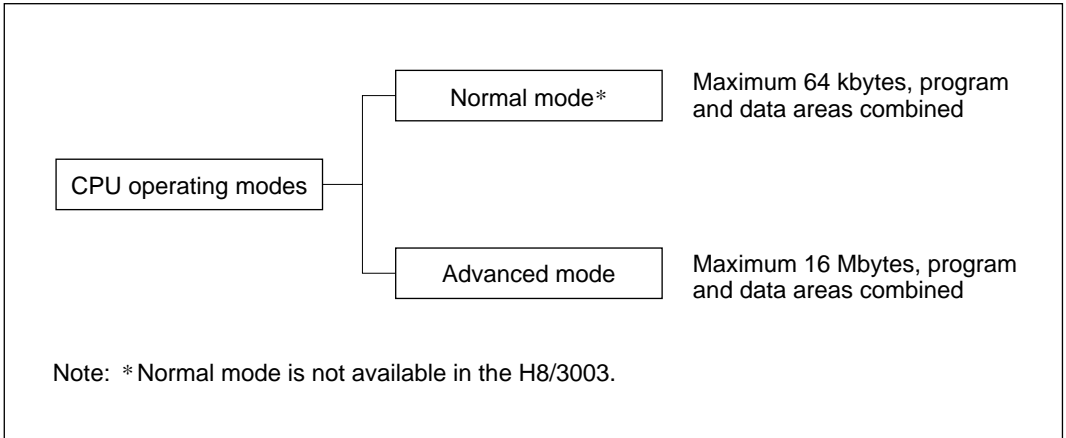 Normal mode*
Maximum 64 kbytes, program
and data areas combined
CPU operating modes
Advanced mode
Maximum 16 Mbytes, program
and data areas combined
Note: * Normal mode is not available in the H8/3003.